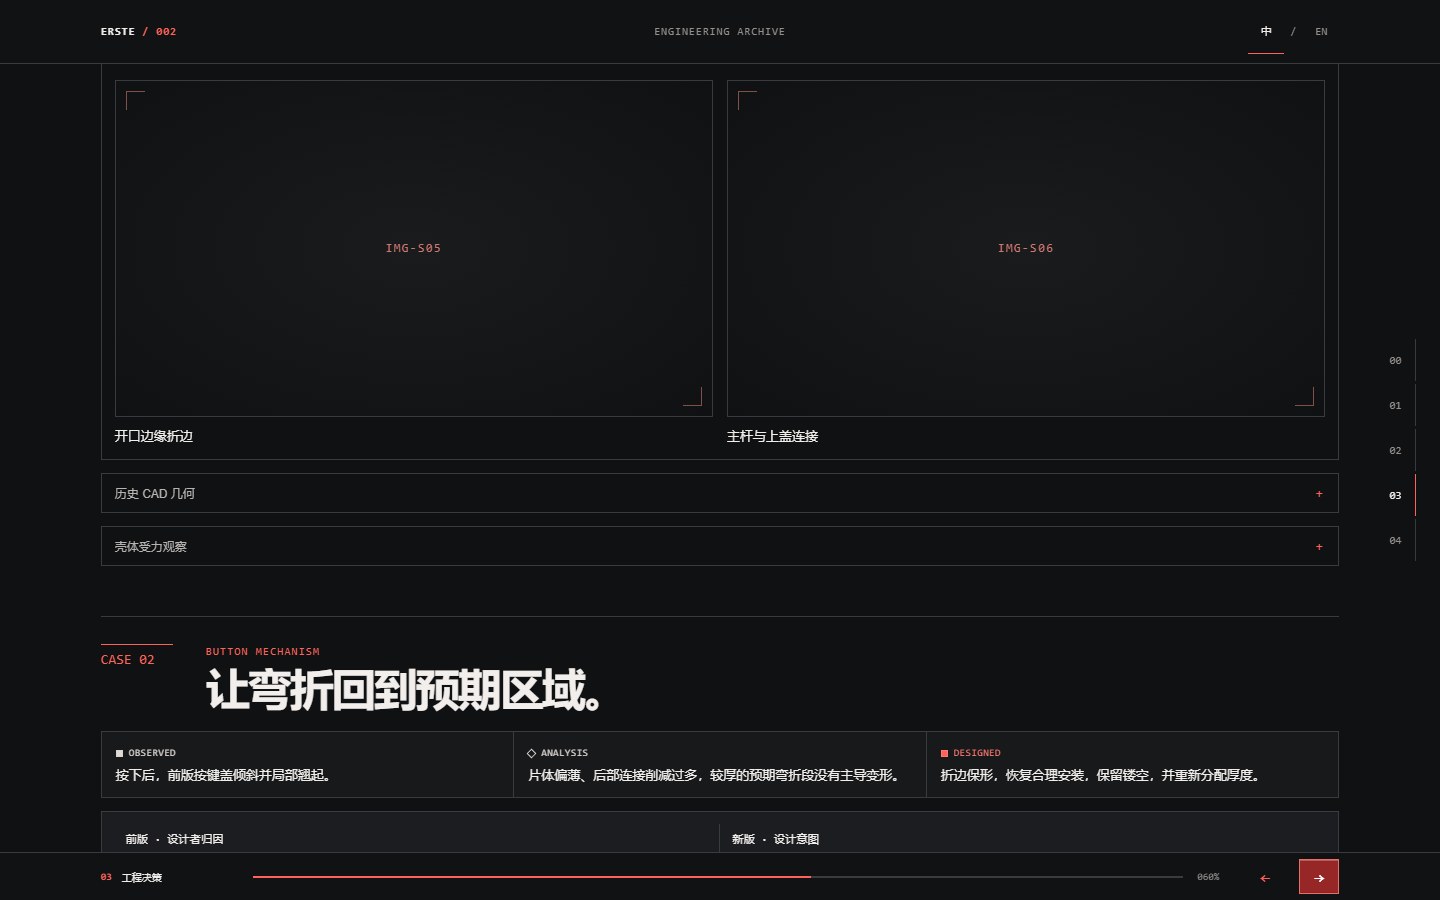 ERSTE / 002
ENGINEERING ARCHIVE
中 / EN
IMG-S05
IMG-S06
开口边缘折边
主杆与上盖连接
历史 CAD 几何 +
壳体受力观察 +
00
01
02
03
04
CASE 02
BUTTON MECHANISM
让弯折回到预期区域。
OBSERVED
按下后，前版按键盖倾斜并局部翘起。
ANALYSIS
片体偏薄、后部连接削减过多，较厚的预期弯折段没有主导变形。
DESIGNED
折边保形，恢复合理安装，保留镂空，并重新分配厚度。
前版 · 设计者归因
新版 · 设计意图
03 工程决策
060%
← →